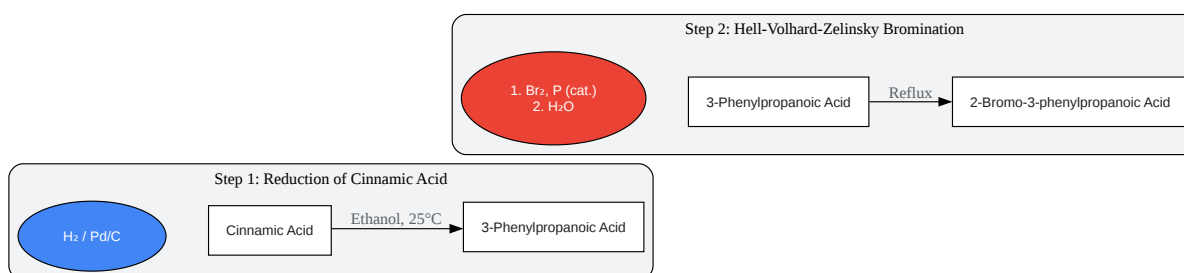 Step 2: Hell-Volhard-Zelinsky Bromination
1. Br₂, P (cat.)
2. H₂O
3-Phenylpropanoic Acid
Reflux
2-Bromo-3-phenylpropanoic Acid
Step 1: Reduction of Cinnamic Acid
H₂ / Pd/C
Cinnamic Acid
Ethanol, 25°C
3-Phenylpropanoic Acid